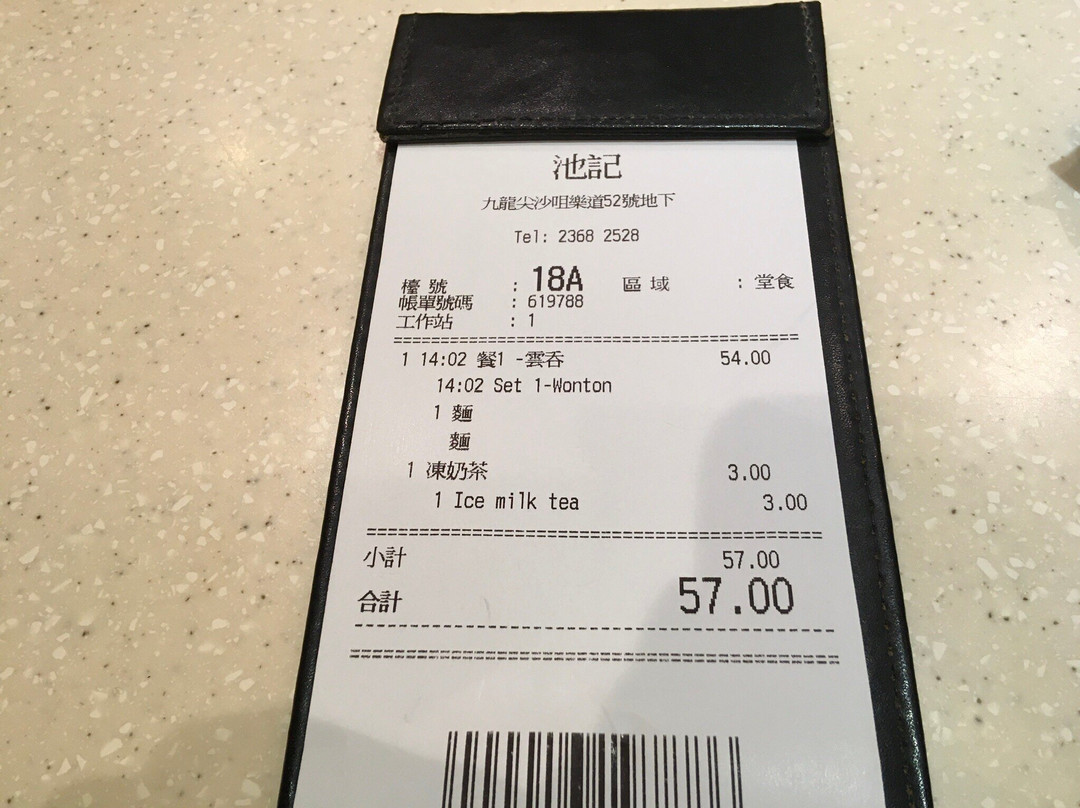 池記
九龍尖沙咀樂道52號地下
Tel: 2368 2528
檯 號 : 18A 區 域 : 堂食
帳單號碼 : 619788
工作站 : 1
1 14:02 餐1 -雲呑 54.00
14:02 Set 1-Wonton
1 麵
麵
1 凍奶茶 3.00
1 Ice milk tea 3.00
小計 57.00
合計 57.00